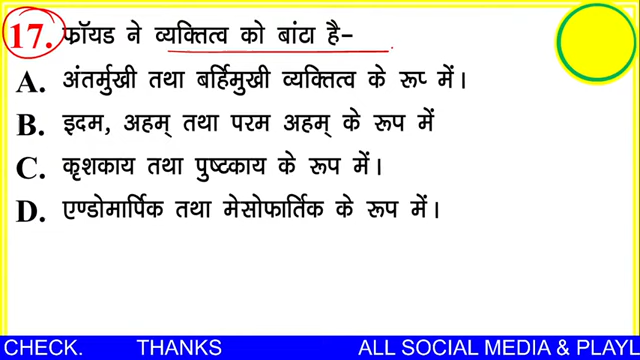 17. फ्रॉयड ने व्यक्तित्व को बांटा है-
A. अंतर्मुखी तथा बर्हिमुखी व्यक्तित्व के रूप में।
B. इदम, अहम् तथा परम अहम् के रूप में
C. कृशकाय तथा पुष्टकाय के रूप में।
D. एण्डोमार्पिक तथा मेसोफार्तिक के रूप में।
CHECK. THANKS ALL SOCIAL MEDIA & PLAYL